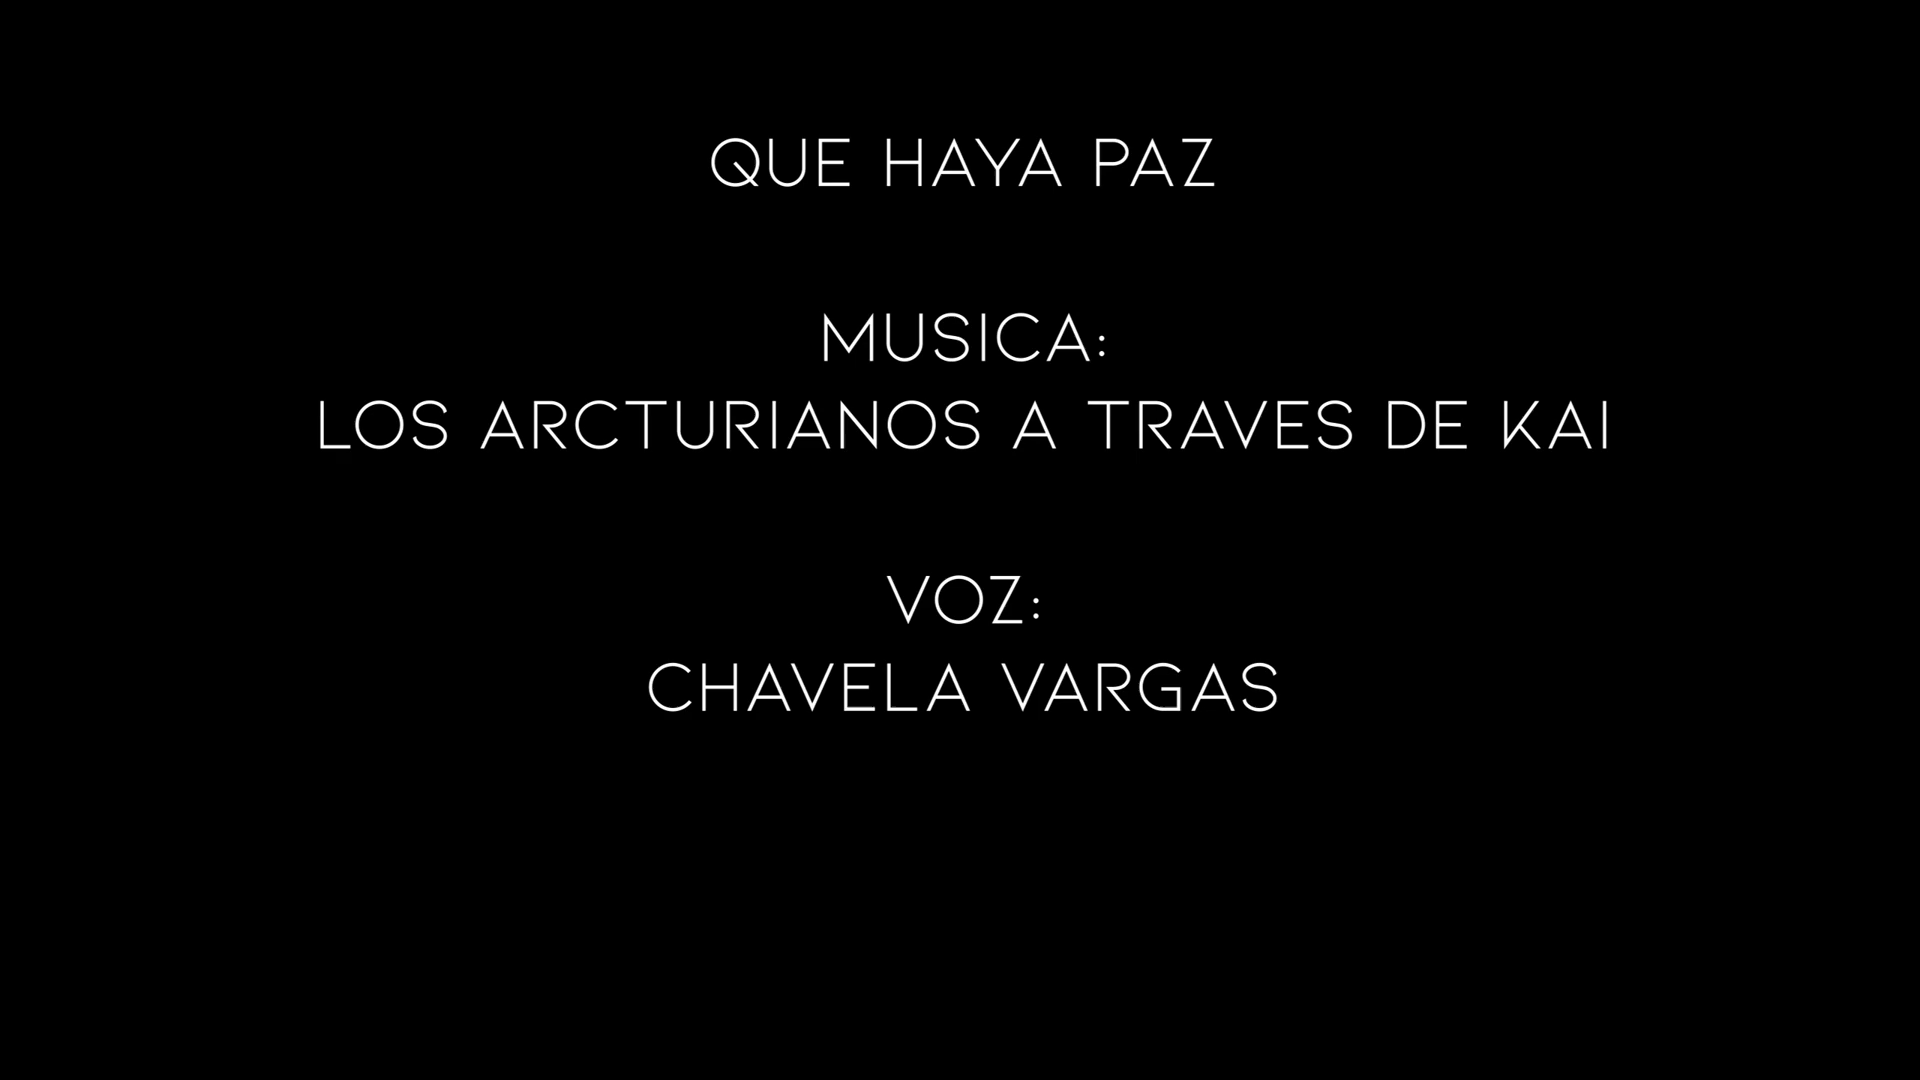 QUE HAYA PAZ
MUSICA:
LOS ARCTURIANOS A TRAVES DE KAI
VOZ:
CHAVELA VARGAS